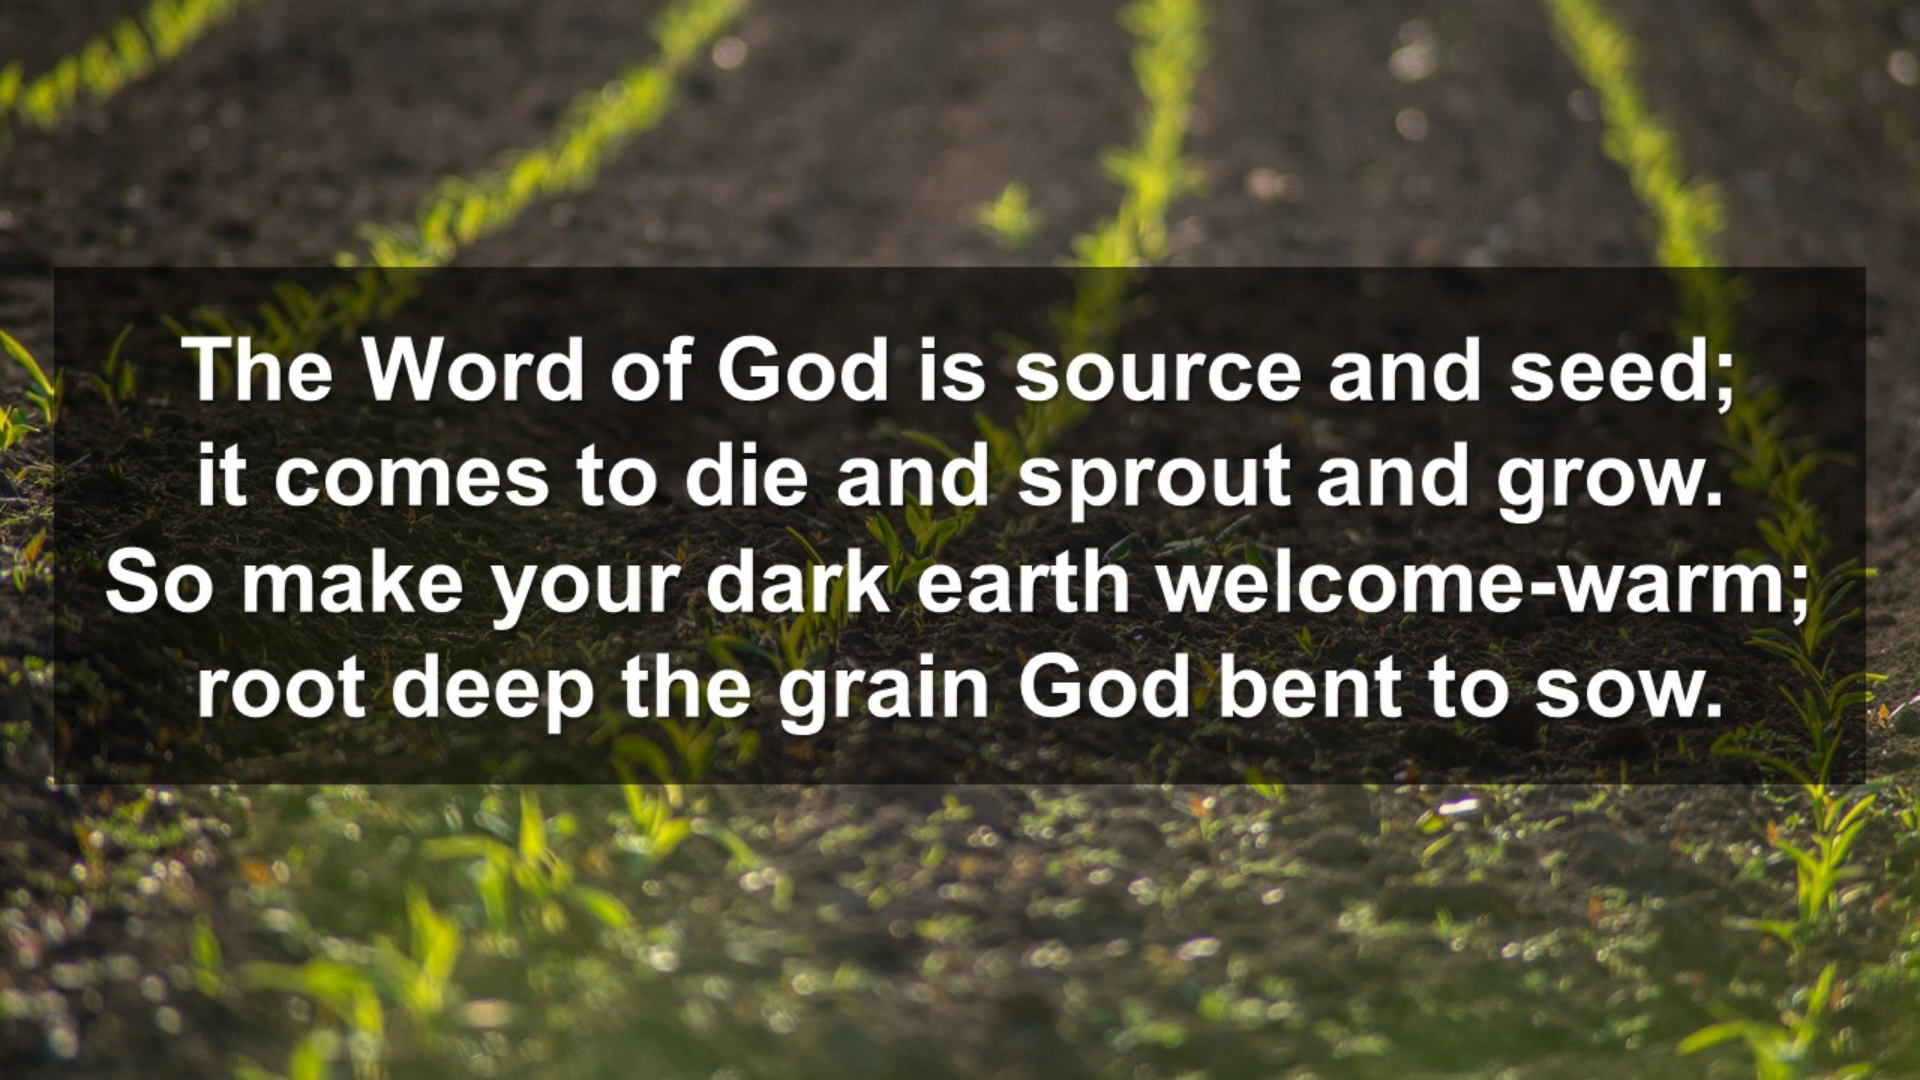 The Word of God is source and seed;
it comes to die and sprout and grow.
So make your dark earth welcome-warm;
root deep the grain God bent to sow.